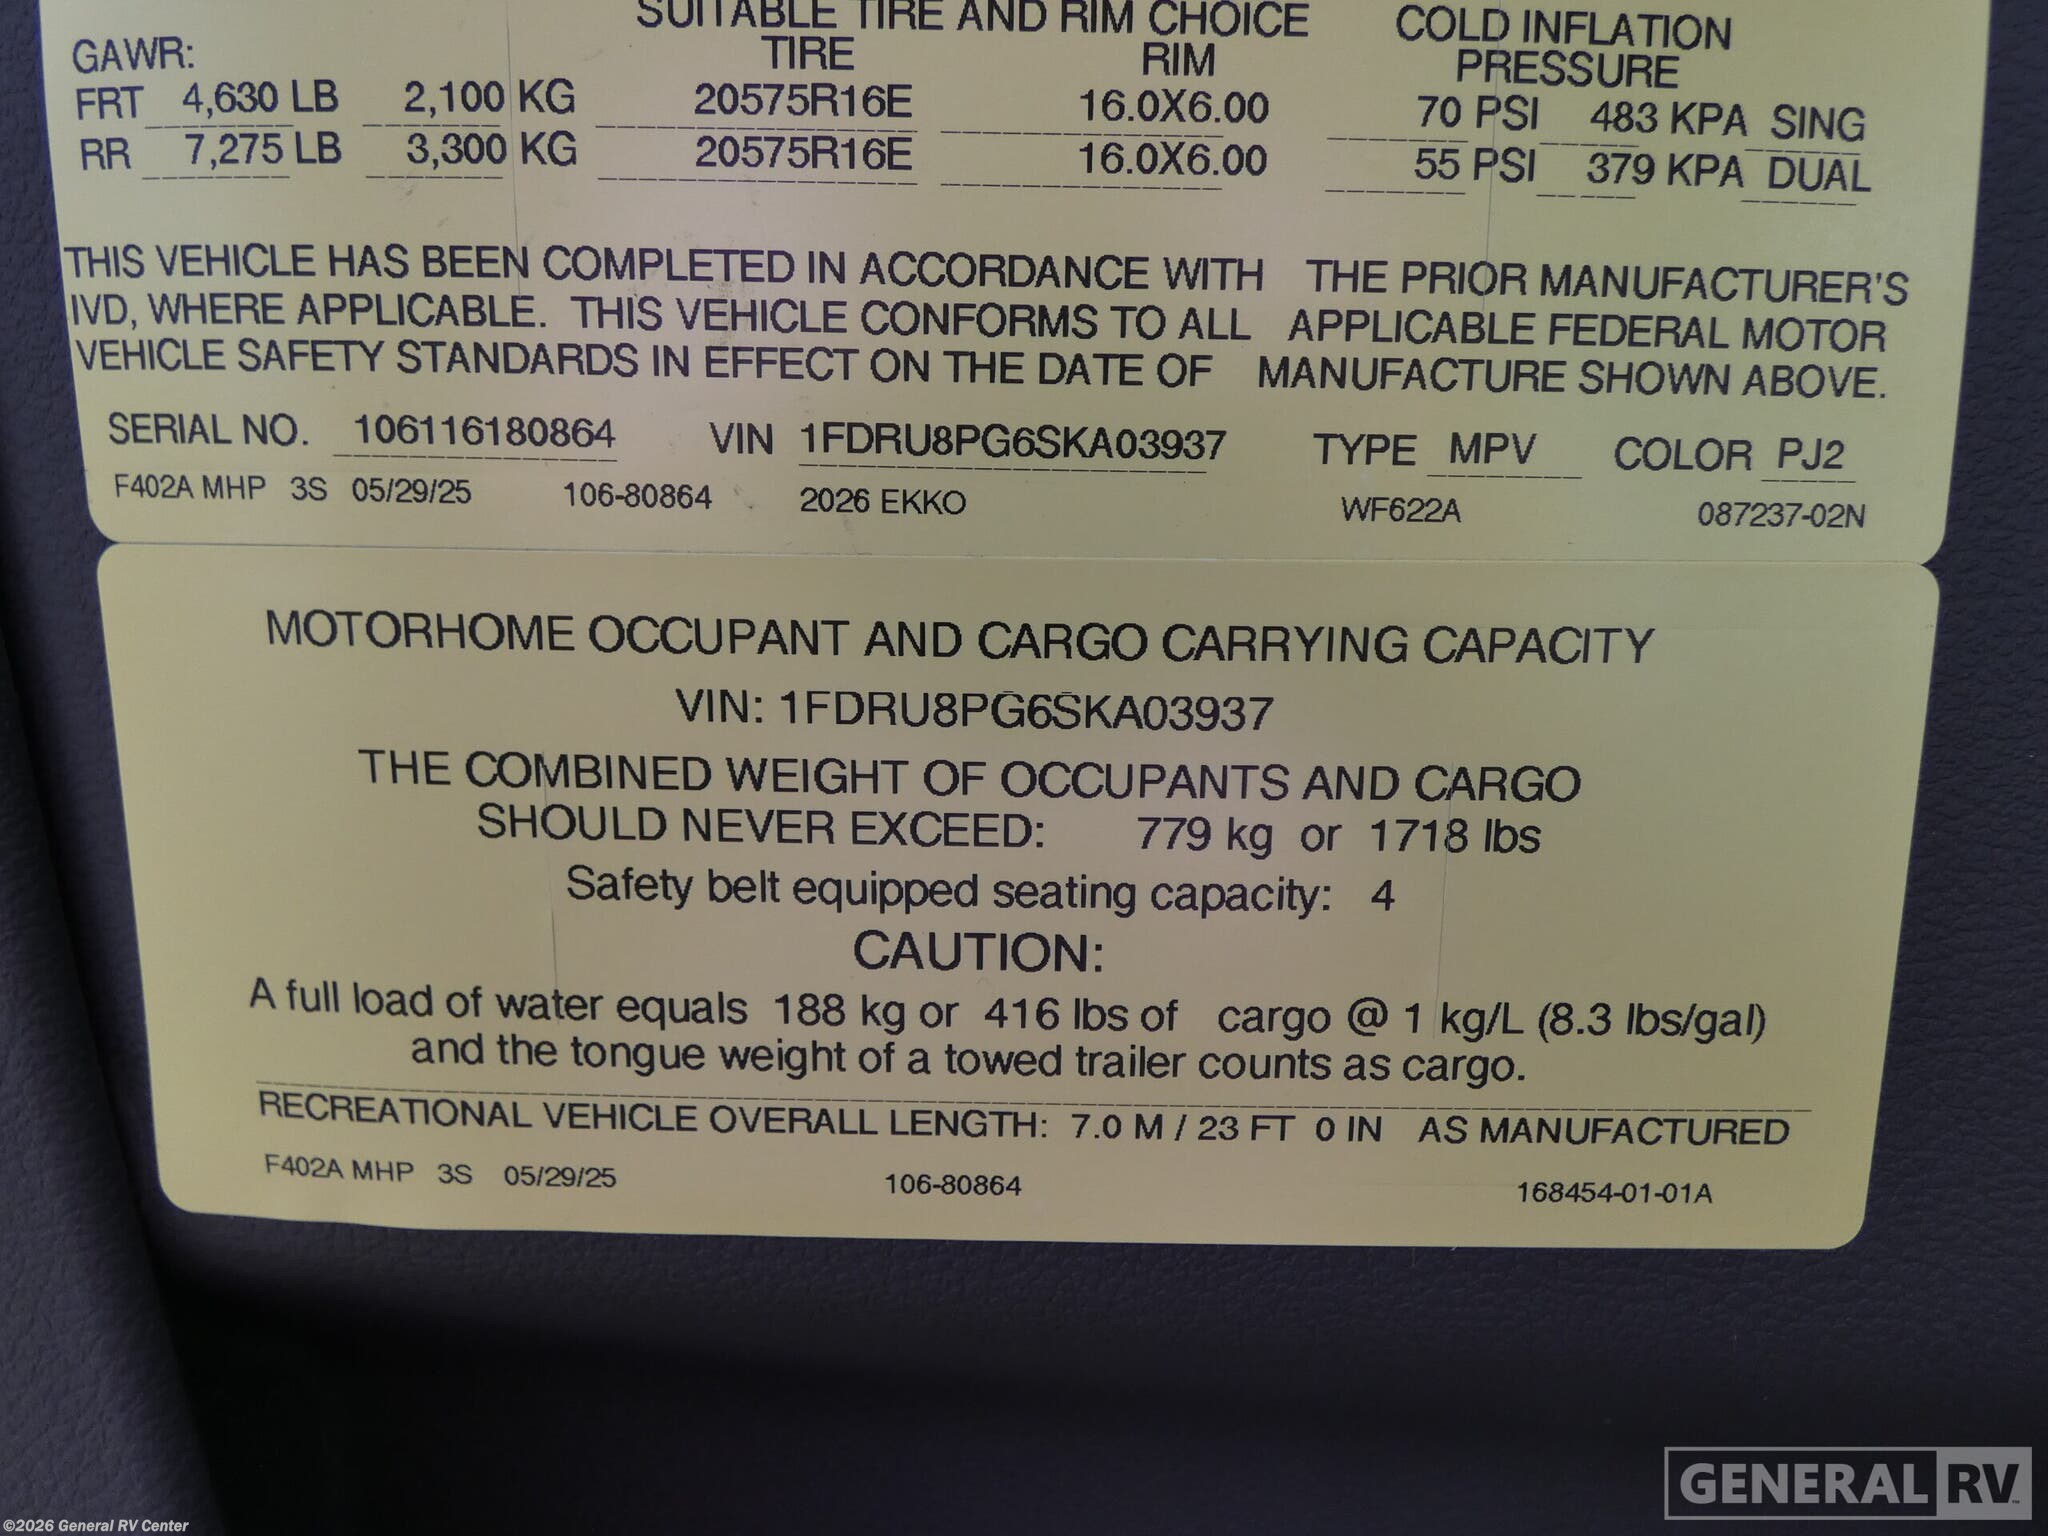 SUITABLE TIRE AND RIM CHOICE COLD INFLATION
GAWR: TIRE RIM PRESSURE
FRT 4,630 LB 2,100 KG 20575R16E 16.0X6.00 70 PSI 483 KPA SING
RR 7,275 LB 3,300 KG 20575R16E 16.0X6.00 55 PSI 379 KPA DUAL
THIS VEHICLE HAS BEEN COMPLETED IN ACCORDANCE WITH THE PRIOR MANUFACTURER'S
IVD, WHERE APPLICABLE. THIS VEHICLE CONFORMS TO ALL APPLICABLE FEDERAL MOTOR
VEHICLE SAFETY STANDARDS IN EFFECT ON THE DATE OF MANUFACTURE SHOWN ABOVE.
SERIAL NO. 106116180864 VIN 1FDRU8PG6SKA03937 TYPE MPV COLOR PJ2
F402A MHP 3S 05/29/25 106-80864 2026 EKKO WF622A 087237-02N
MOTORHOME OCCUPANT AND CARGO CARRYING CAPACITY
VIN: 1FDRU8PG6SKA03937
THE COMBINED WEIGHT OF OCCUPANTS AND CARGO
SHOULD NEVER EXCEED: 779 kg or 1718 lbs
Safety belt equipped seating capacity: 4
CAUTION:
A full load of water equals 188 kg or 416 lbs of cargo @ 1 kg/L (8.3 lbs/gal)
and the tongue weight of a towed trailer counts as cargo.
RECREATIONAL VEHICLE OVERALL LENGTH: 7.0 M / 23 FT 0 IN AS MANUFACTURED
F402A MHP 3S 05/29/25 106-80864 168454-01-01A
GENERAL RV
©2026 General RV Center